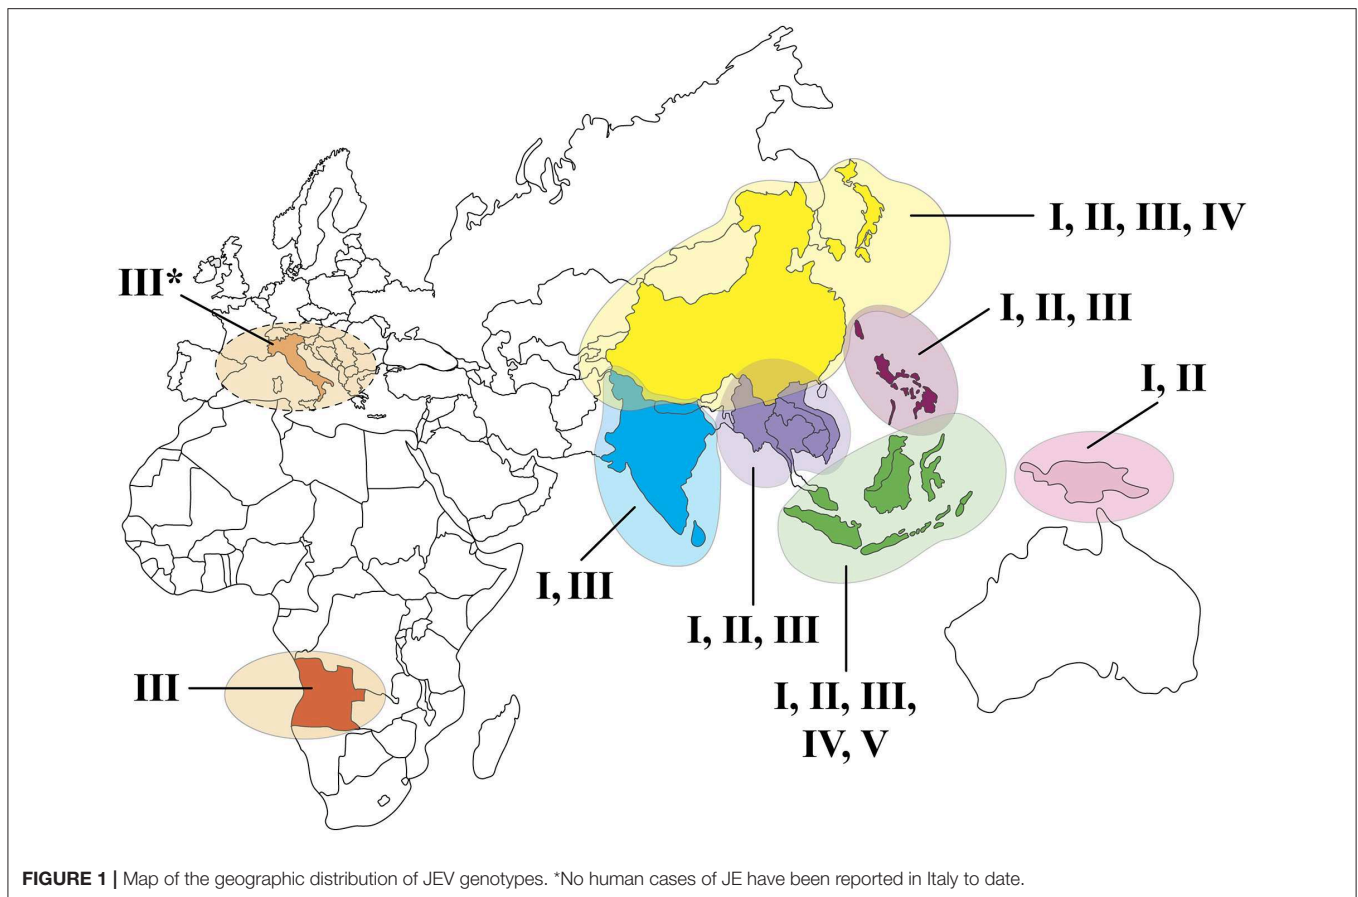 I, II, III, IV
III*
I, II, III
I, II
I, III
I, II, III
III
I, II, III,
IV, V
FIGURE 1 | Map of the geographic distribution of JEV genotypes. *No human cases of JE have been reported in Italy to date.